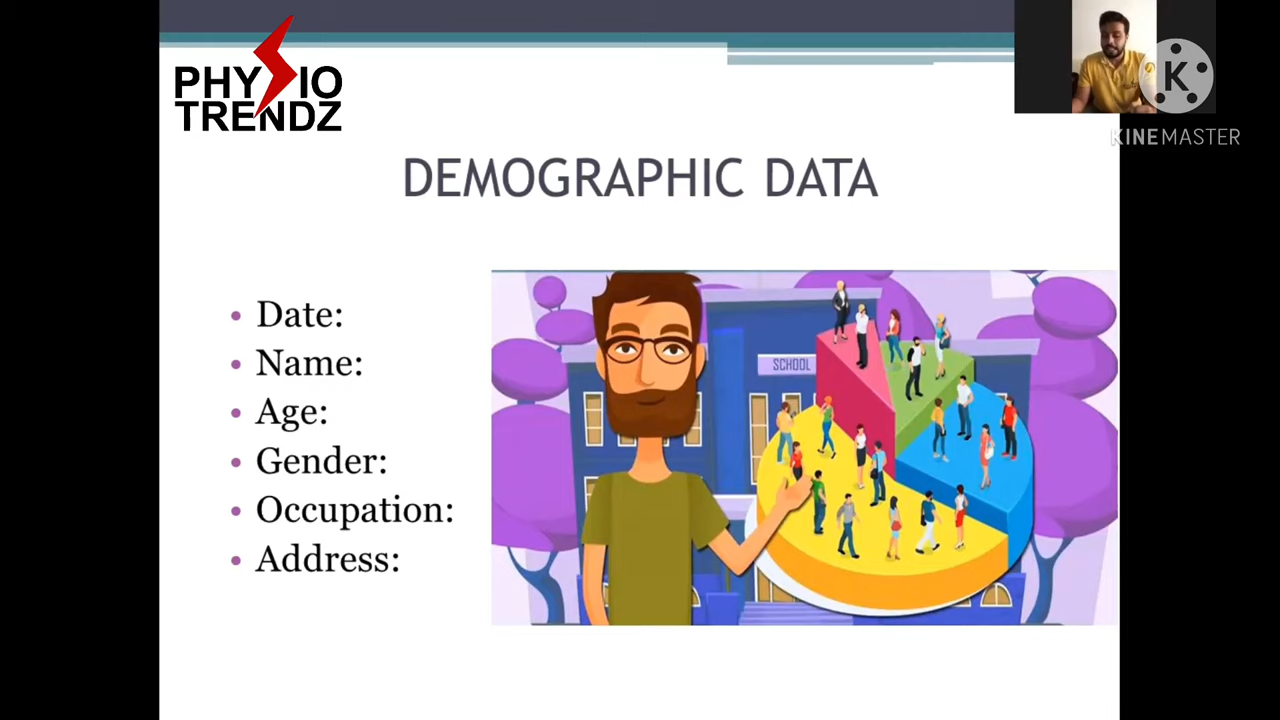 PHYSIO
TRENDZ
K
KINEMASTER
DEMOGRAPHIC DATA
• Date:
• Name:
• Age:
• Gender:
• Occupation:
• Address:
SCHOOL